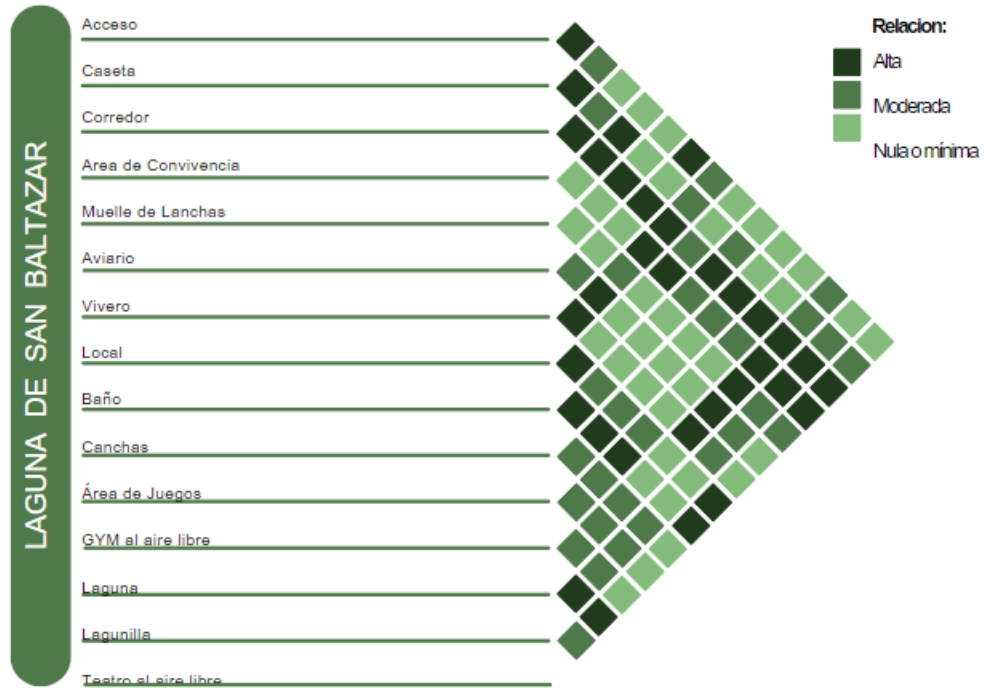 LAGUNA DE SAN BALTAZAR
Acceso
Caseta
Corredor
Area de Convivencia
Muelle de Lanchas
Aviario
Vivero
Local
Baño
Canchas
Área de Juegos
GYM al aire libre
Laguna
Lagunilla
Teatro al aire libre
Relacion:
Alta
Moderada
Nula o mínima